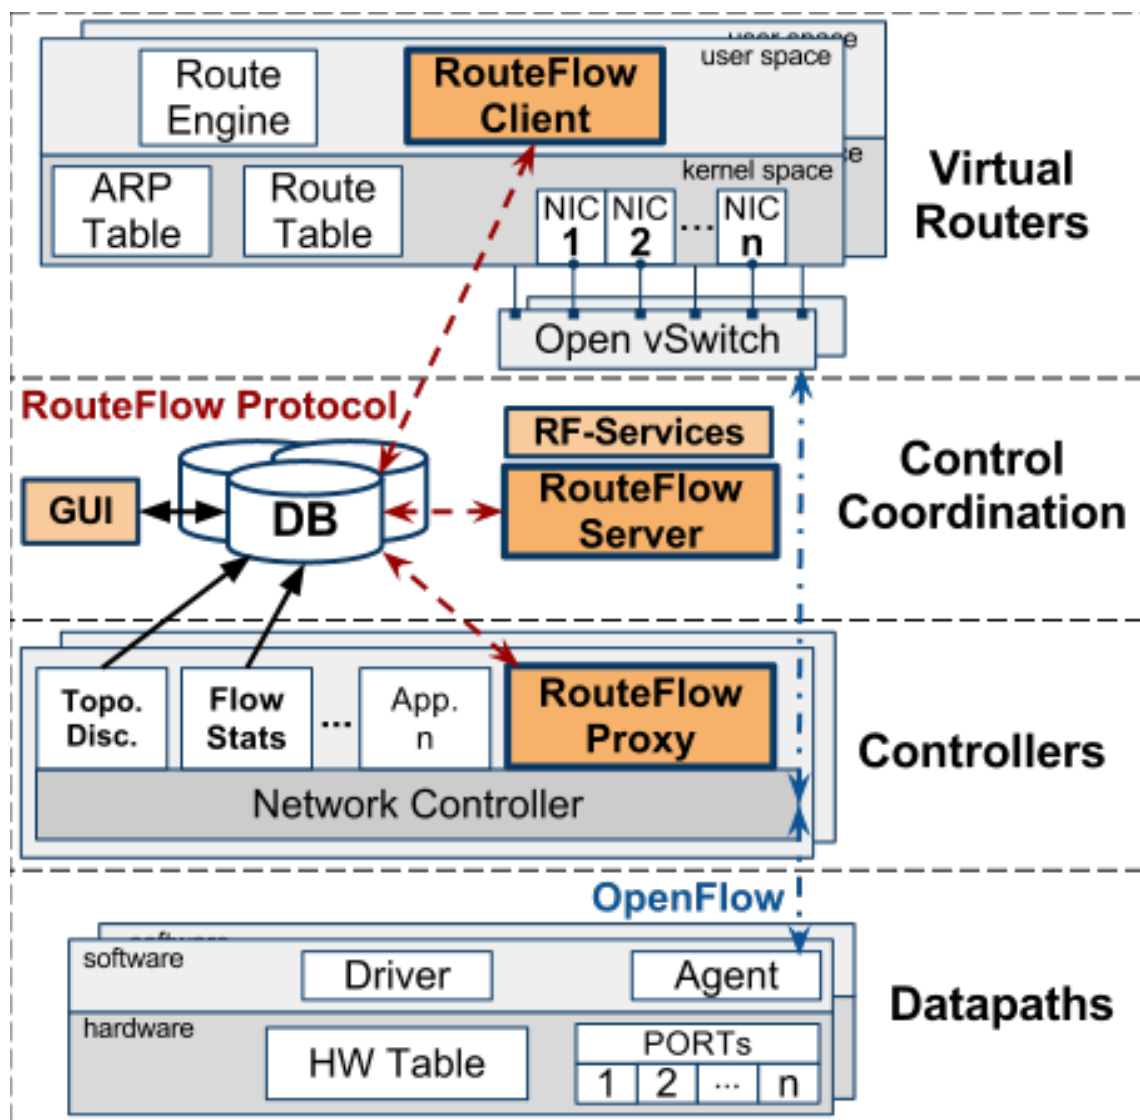 user space
user space
Route
Engine
RouteFlow
Client
kernel space
ARP
Table
Route
Table
NIC
1
NIC
2
...
NIC
n
Virtual
Routers
Open vSwitch
RouteFlow Protocol
RF-Services
GUI
DB
RouteFlow
Server
Control
Coordination
Topo.
Disc.
Flow
Stats
...
App.
n
RouteFlow
Proxy
Network Controller
Controllers
OpenFlow
software
software
Driver
Agent
hardware
HW Table
PORTs
1 2 ... n
Datapaths